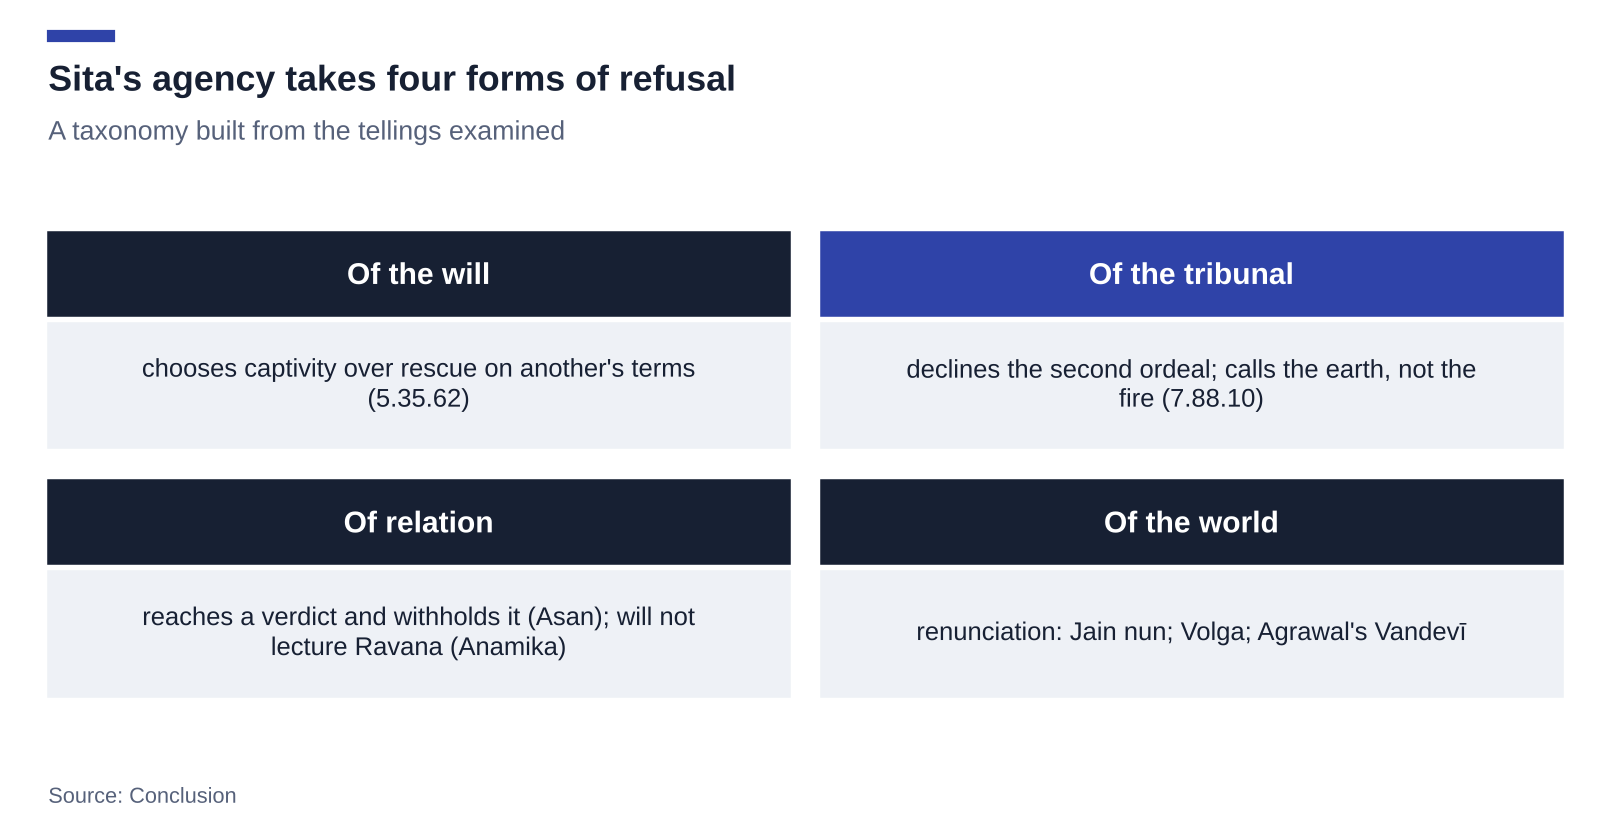 Sita's agency takes four forms of refusal
A taxonomy built from the tellings examined
Of the will
chooses captivity over rescue on another's terms
(5.35.62)
Of the tribunal
declines the second ordeal; calls the earth, not the
fire (7.88.10)
Of relation
reaches a verdict and withholds it (Asan); will not
lecture Ravana (Anamika)
Of the world
renunciation: Jain nun; Volga; Agrawal's Vandevī
Source: Conclusion